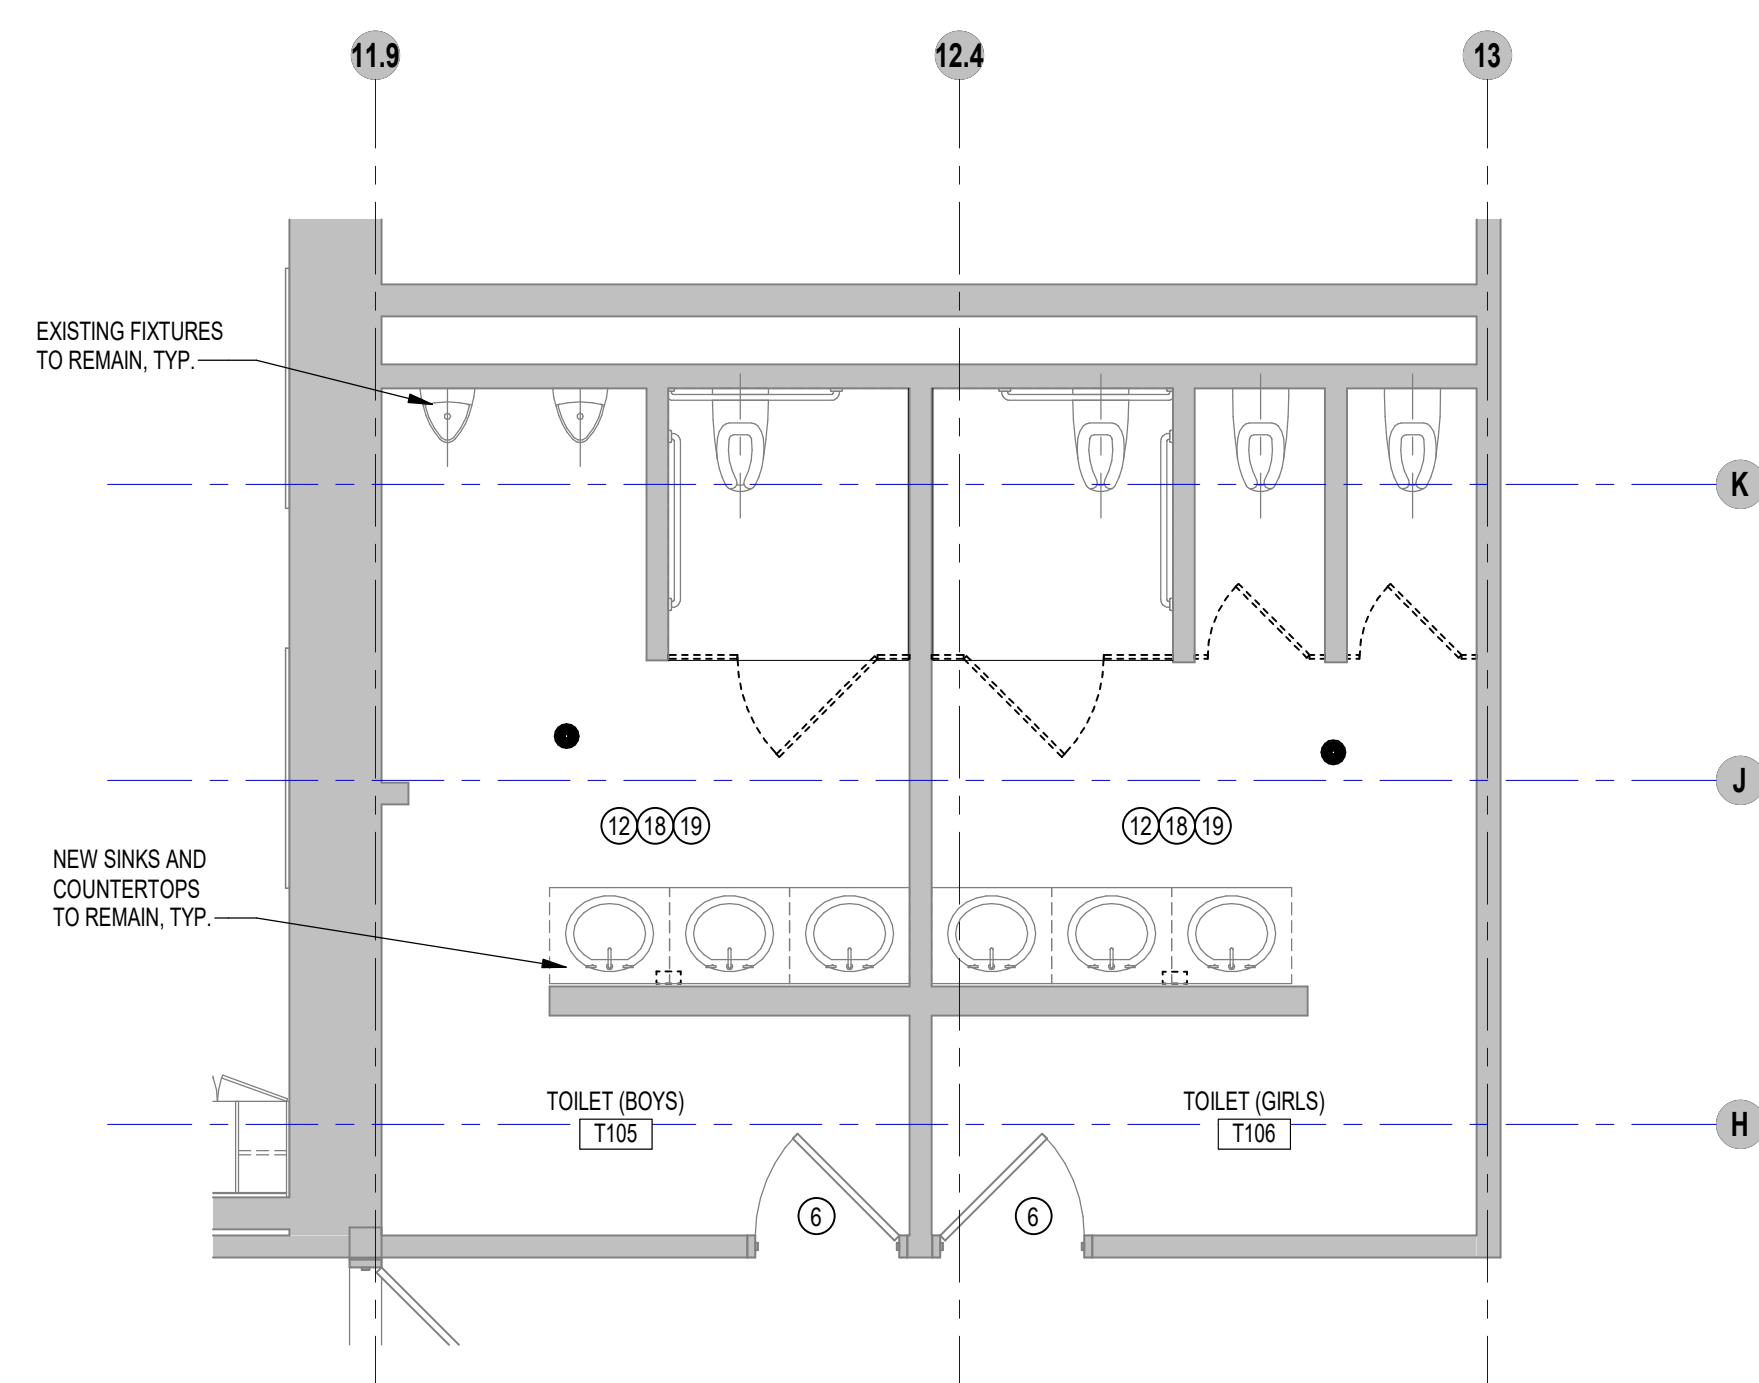 11.9
12.4
13
EXISTING FIXTURES
TO REMAIN, TYP.
K
J
12 18 19
12 18 19
NEW SINKS AND
COUNTERTOPS
TO REMAIN, TYP.
TOILET (BOYS)
T105
TOILET (GIRLS)
T106
H
6
6